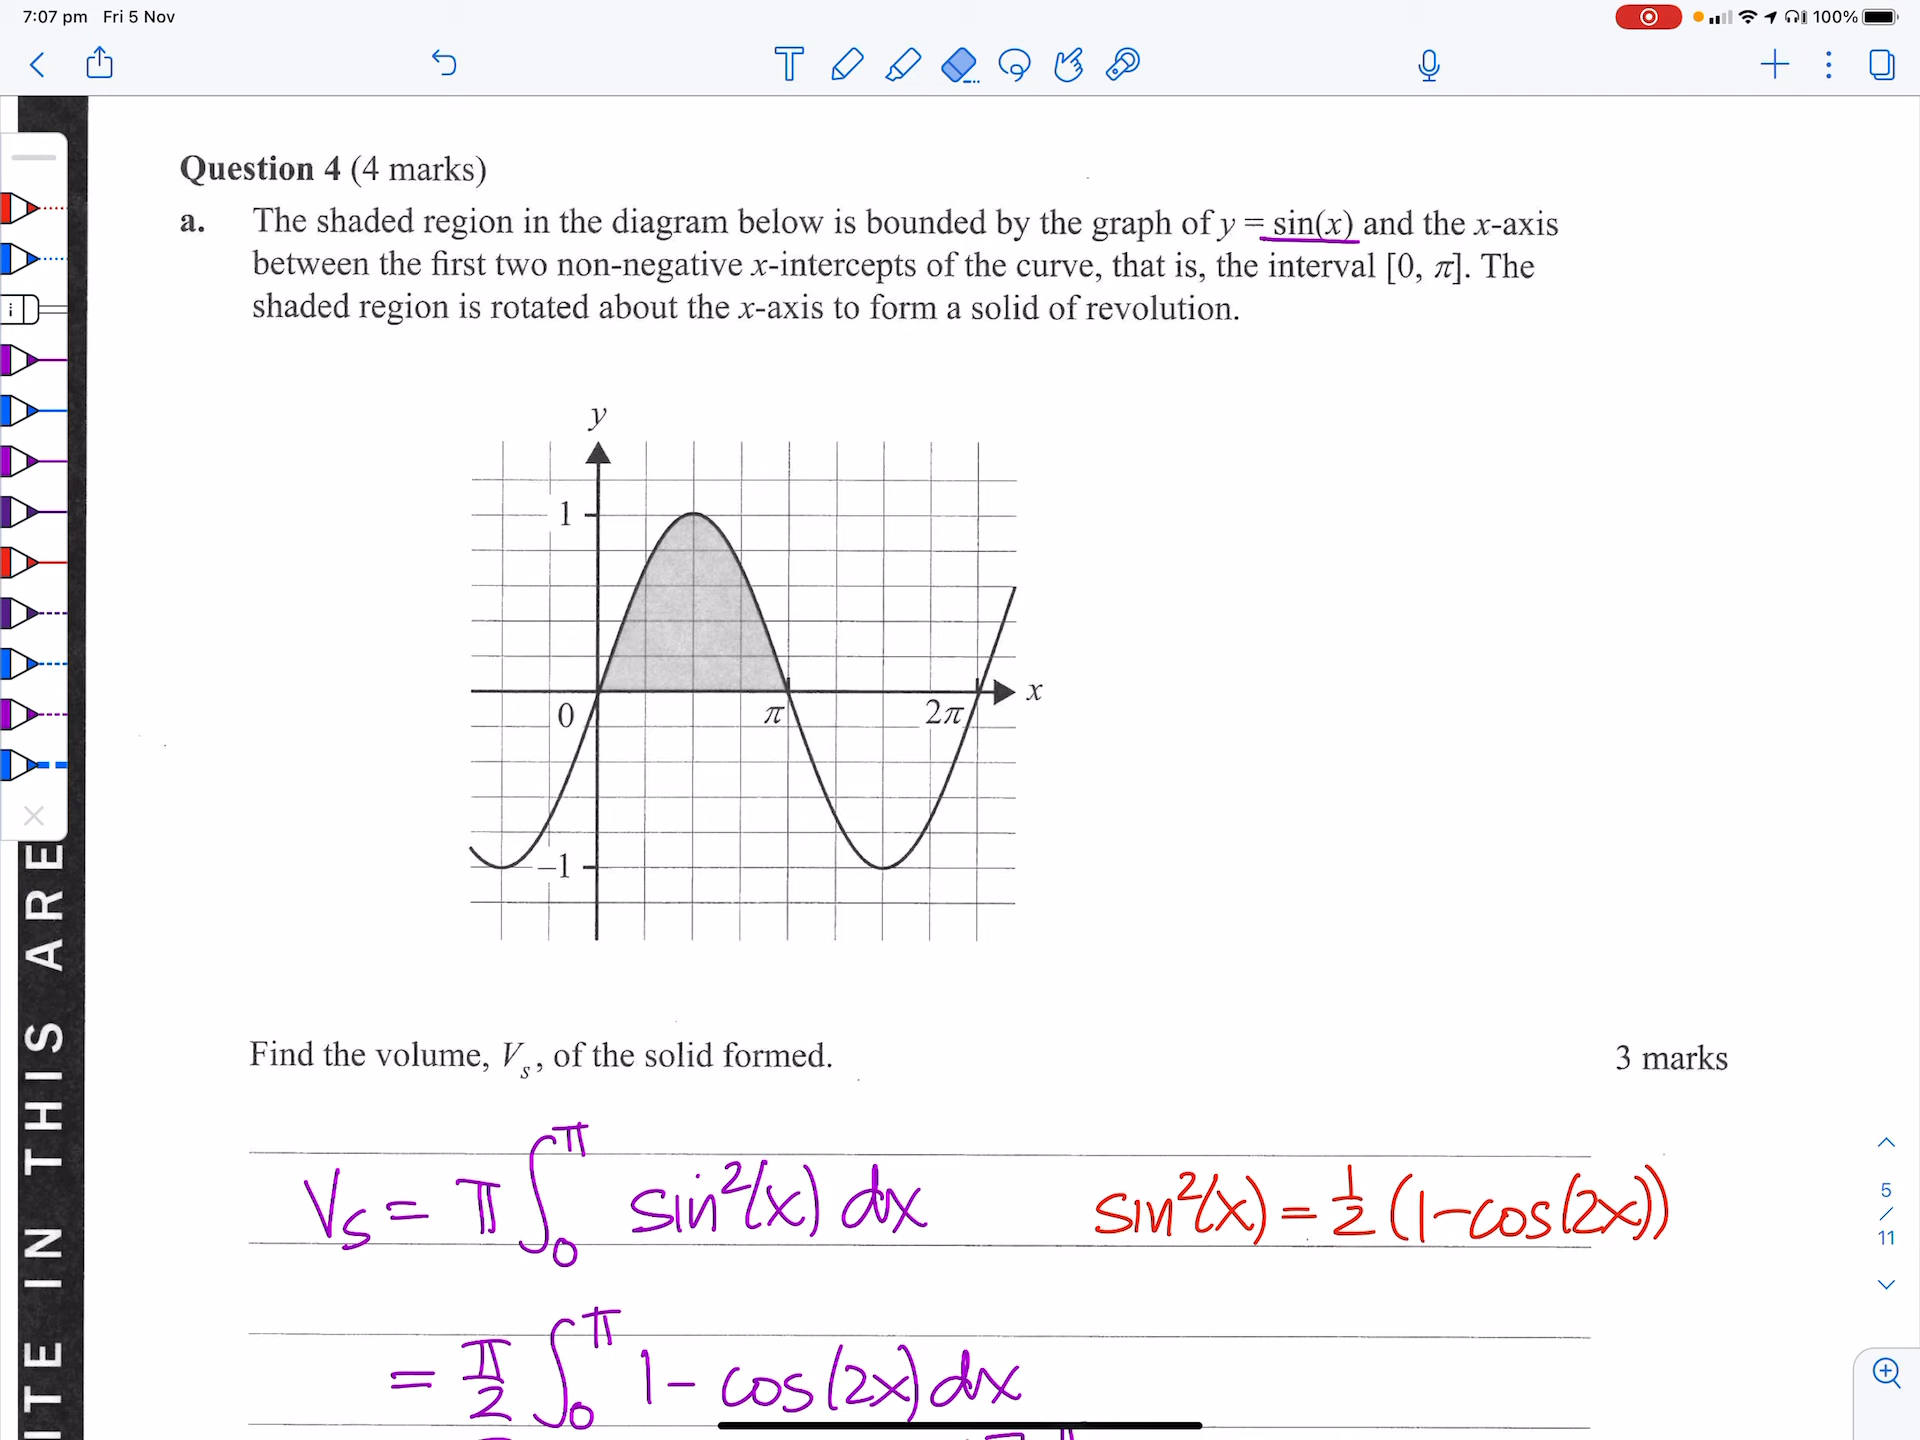 7:07 pm Fri 5 Nov
100%
Question 4 (4 marks)
a. The shaded region in the diagram below is bounded by the graph of y = sin(x) and the x-axis
between the first two non-negative x-intercepts of the curve, that is, the interval [0, π]. The
shaded region is rotated about the x-axis to form a solid of revolution.
y
1
0
π
2π
x
–1
Find the volume, Vₛ, of the solid formed.
3 marks
Vₛ = π ∫₀^π sin²(x) dx
sin²(x) = 1/2 (1-cos(2x))
= π/2 ∫₀^π 1 - cos(2x) dx
ITE IN THIS ARE
5
/
11